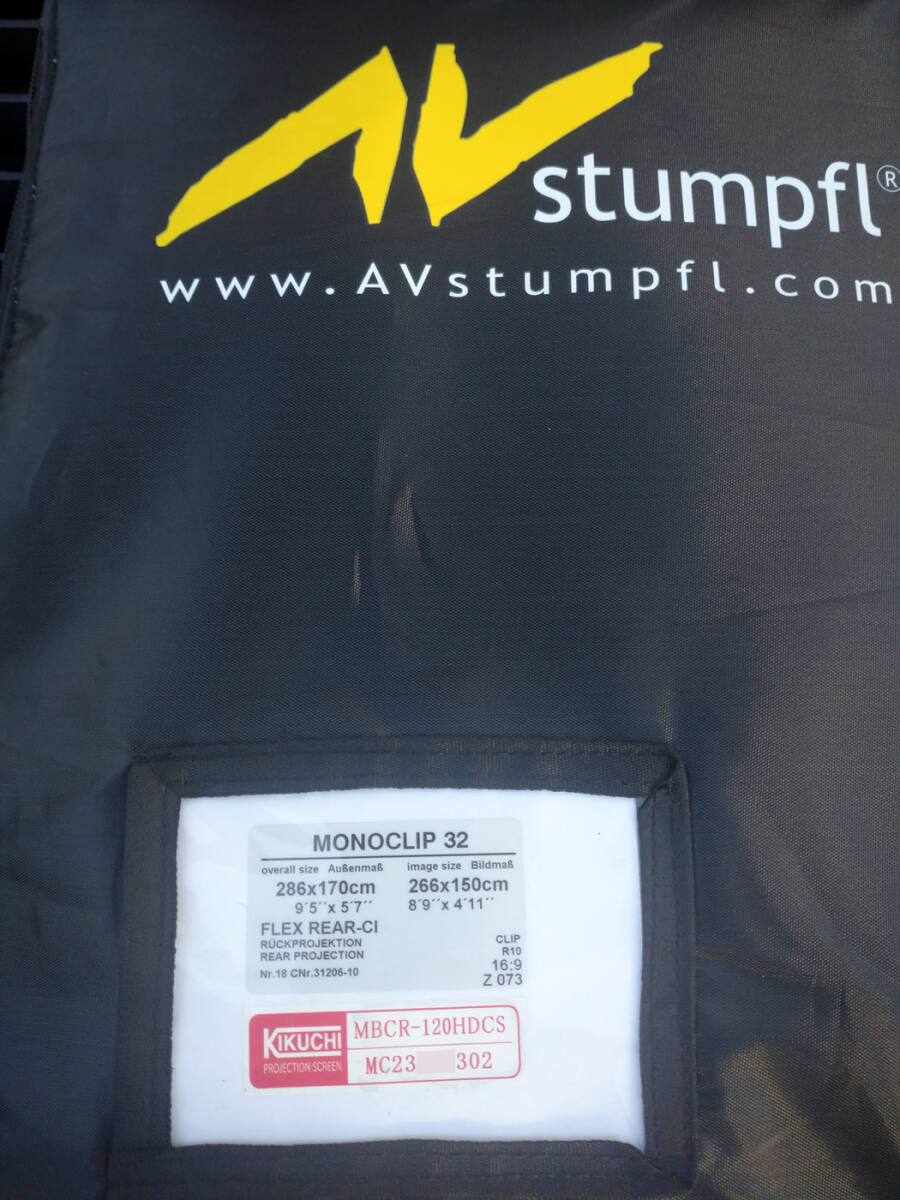 AV
stumpfl®
www.AVstumpfl.com
MONOCLIP 32
overall size Außenmaß image size Bildmaß
286x170cm 266x150cm
9´5´´x 5´7´´ 8´9´´x 4´11´´
FLEX REAR-CI
RÜCKPROJEKTION CLIP
REAR PROJECTION R10
16:9
Nr.18 CNr.31206-10 Z 073
KIKUCHI MBCR-120HDCS
PROJECTION SCREEN MC23 302